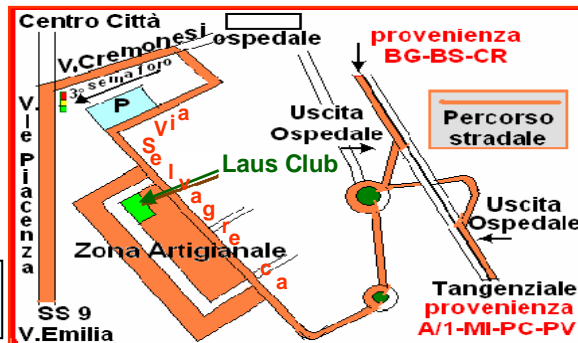 Centro Città
V.Cremonesi
ospedale
3° semaforo
P
V.le Piacenza
Via
Selvagreca
Laus Club
Zona Artigianale
SS 9
V.Emilia
provenienza
BG-BS-CR
Uscita
Ospedale
Percorso
stradale
Uscita
Ospedale
Tangenziale
provenienza
A/1-MI-PC-PV